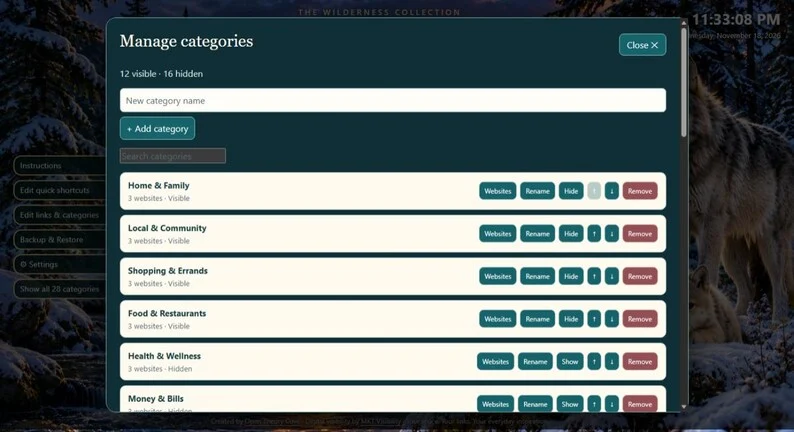 THE WILDERNESS COLLECTION
11:33:08 PM
Manage categories
Close ✕
12 visible · 16 hidden
New category name
+ Add category
Search categories
Instructions
Edit quick shortcuts
Edit links & categories
Backup & Restore
⚙ Settings
Show all 28 categories
Home & Family
3 websites · Visible
Websites Rename Hide ↑ ↓ Remove
Local & Community
3 websites · Visible
Websites Rename Hide ↑ ↓ Remove
Shopping & Errands
3 websites · Visible
Websites Rename Hide ↑ ↓ Remove
Food & Restaurants
3 websites · Visible
Websites Rename Hide ↑ ↓ Remove
Health & Wellness
3 websites · Hidden
Websites Rename Show ↑ ↓ Remove
Money & Bills
3 websites · Hidden
Websites Rename Show ↑ ↓ Remove